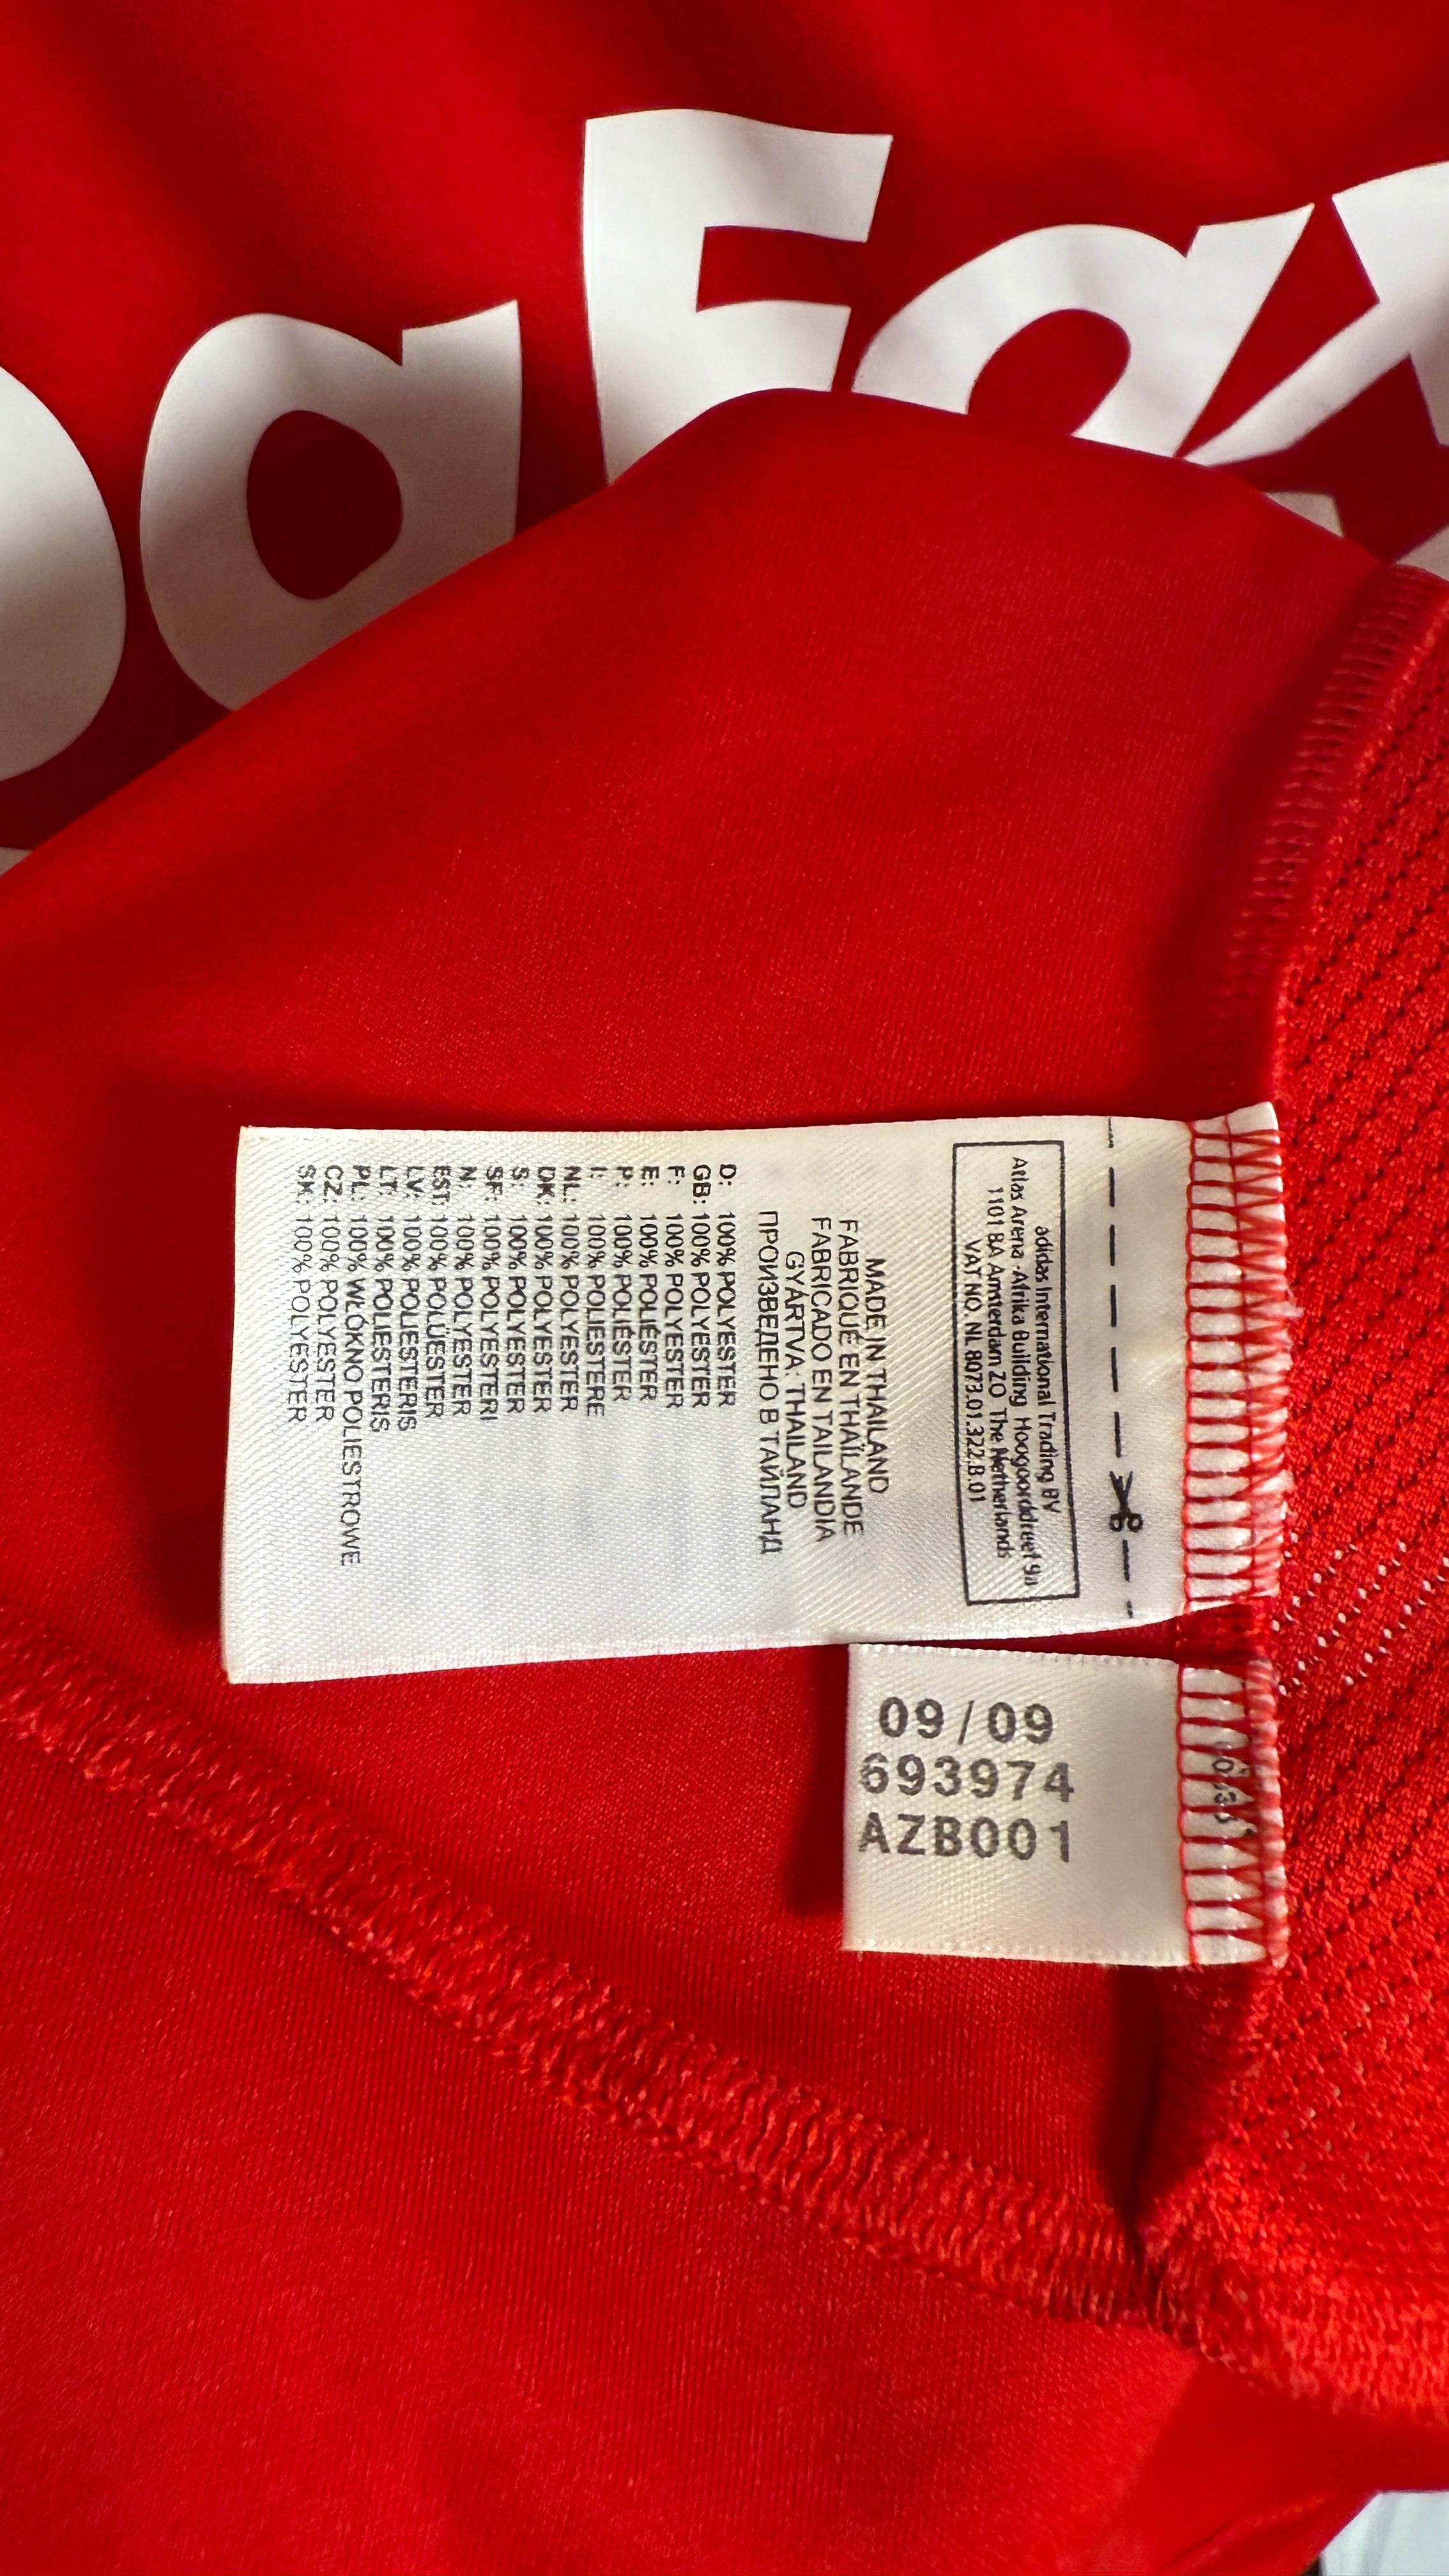 adidas International Trading BV
Atlas Arena -Afrika Building Hoogoorddreef 9a
1101 BA Amsterdam ZO The Netherlands
VAT NO. NL 8073.01.322.B.01
MADE IN THAILAND
FABRIQUÉ EN THAÏLANDE
FABRICADO EN TAILANDIA
GYÁRTVA: THAILAND
ПРОИЗВЕДЕНО В ТАЙЛАНД
D: 100% POLYESTER
GB: 100% POLYESTER
F: 100% POLYESTER
E: 100% POLIÉSTER
P: 100% POLIÉSTER
I: 100% POLIESTERE
NL: 100% POLYESTER
DK: 100% POLYESTER
S: 100% POLYESTER
SF: 100% POLYESTERI
N: 100% POLYESTER
EST: 100% POLÜESTER
LV: 100% POLIESTERIS
LT: 100% POLIESTERIS
PL: 100% WŁÓKNO POLIESTROWE
CZ: 100% POLYESTER
SK: 100% POLYESTER
09/09
693974
AZB001